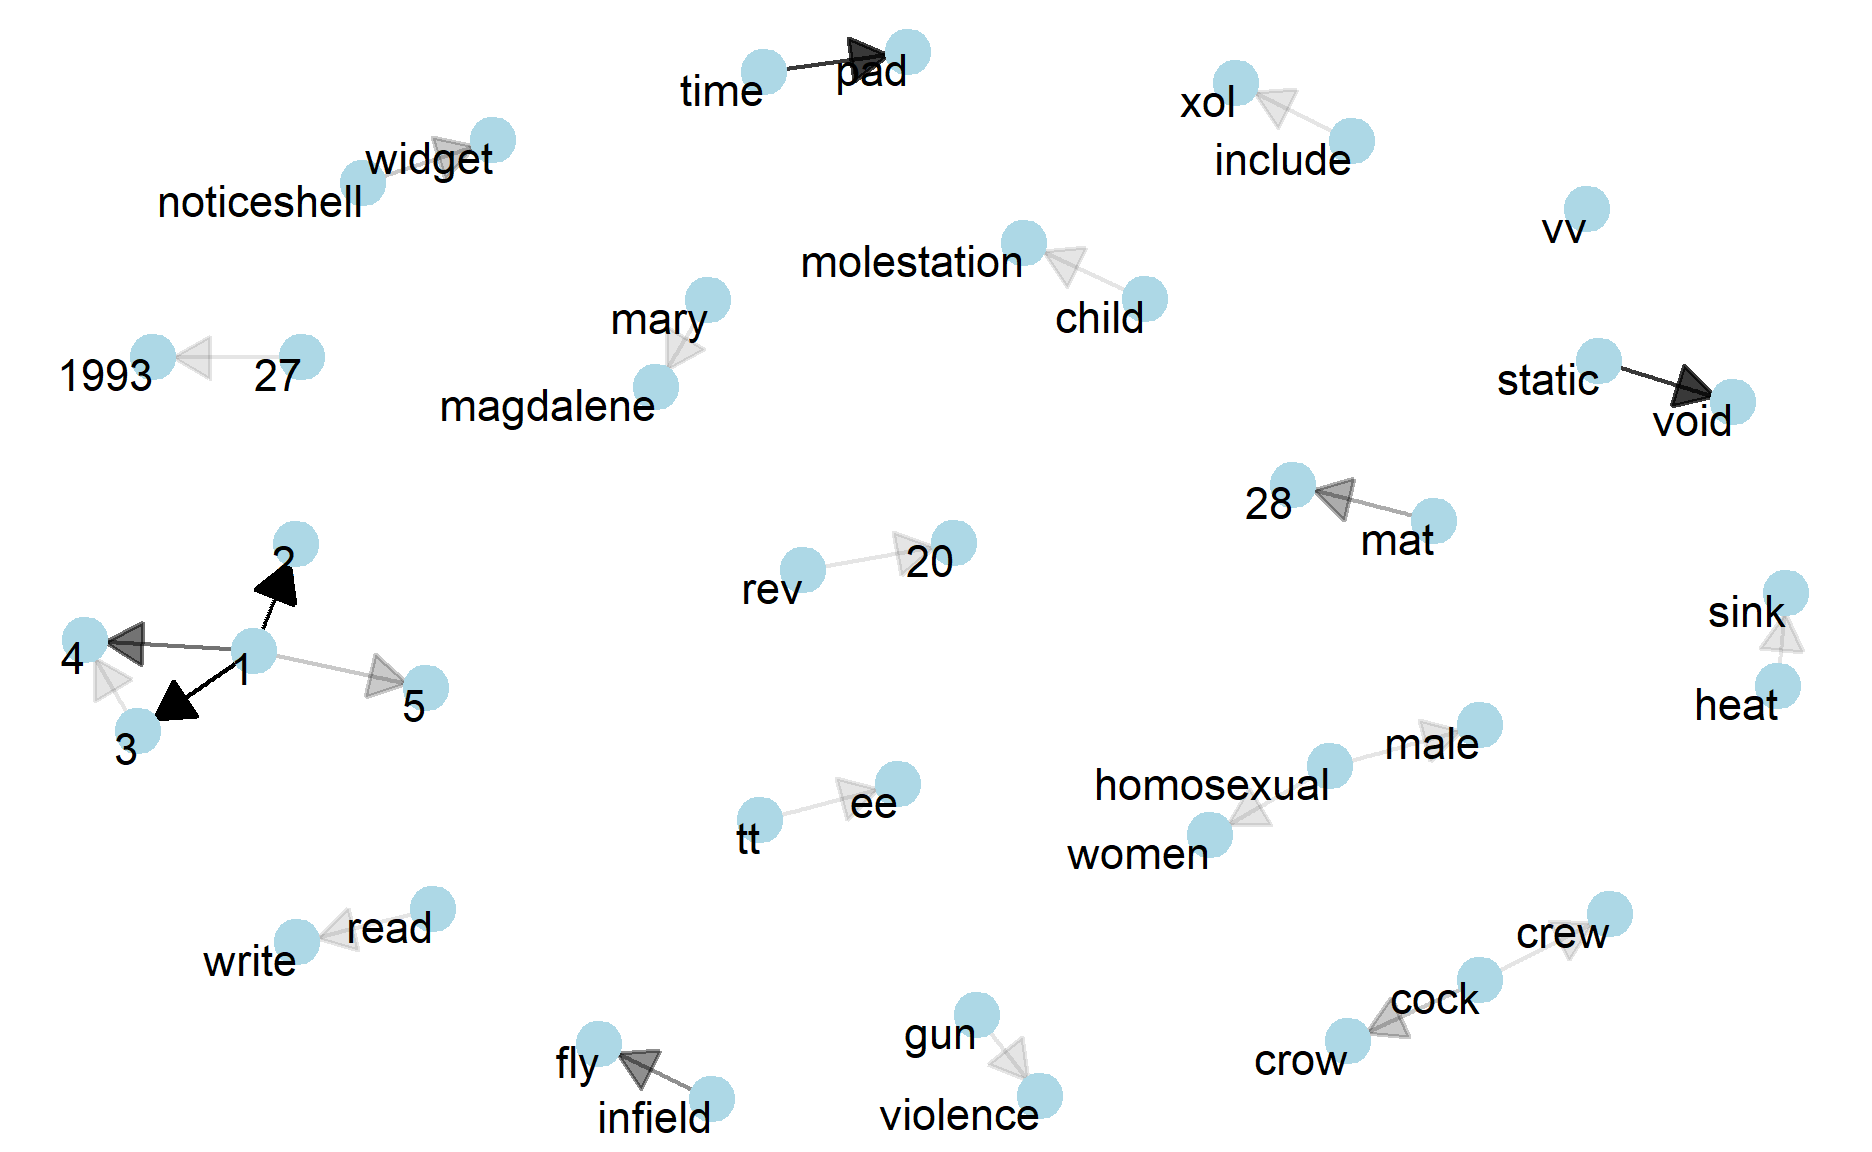 time
pad
xol
include
widget
noticeshell
vv
molestation
child
mary
magdalene
1993
27
static
void
28
mat
2
rev
20
sink
heat
4
1
5
3
male
homosexual
women
tt
ee
read
write
crew
cock
crow
gun
violence
fly
infield